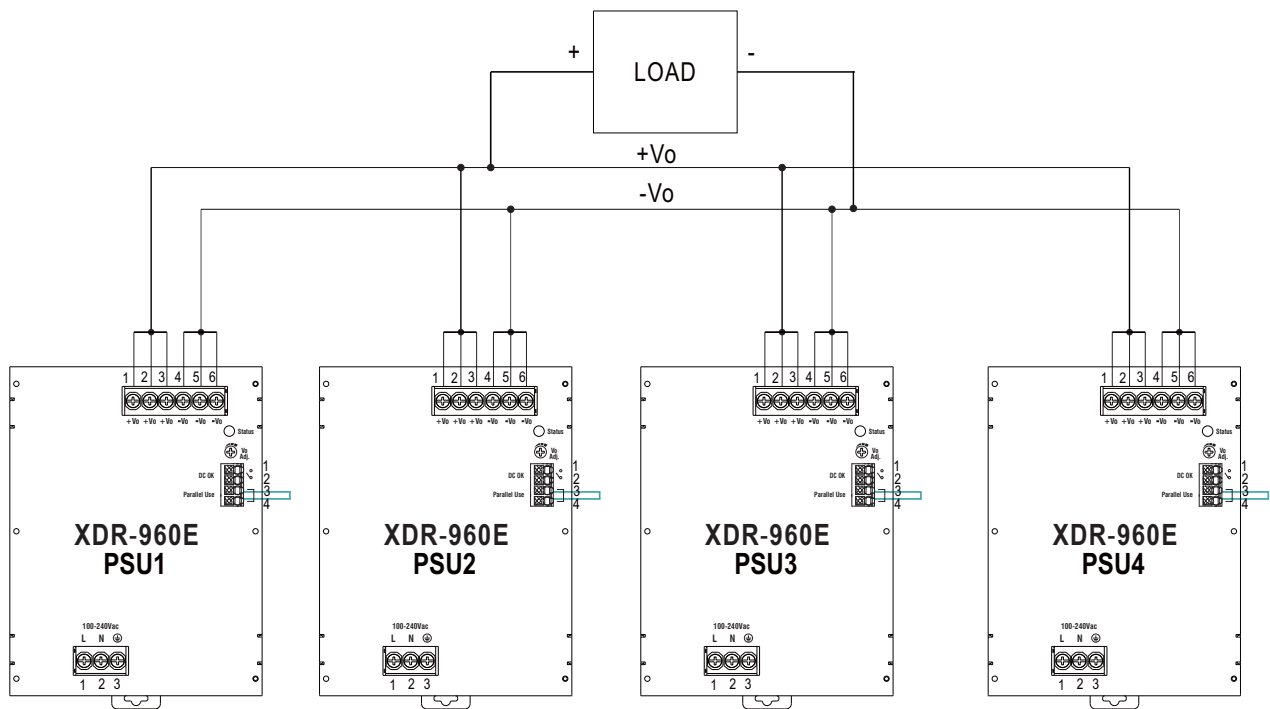 + LOAD -
+Vo
-Vo
1 2 3 4 5 6
+Vo +Vo +Vo -Vo -Vo -Vo
Status
Vo
Adj.
DC OK
1
2
Parallel Use
3
4
XDR-960E
PSU1
100-240Vac
L N
1 2 3
1 2 3 4 5 6
+Vo +Vo +Vo -Vo -Vo -Vo
Status
Vo
Adj.
DC OK
1
2
Parallel Use
3
4
XDR-960E
PSU2
100-240Vac
L N
1 2 3
1 2 3 4 5 6
+Vo +Vo +Vo -Vo -Vo -Vo
Status
Vo
Adj.
DC OK
1
2
Parallel Use
3
4
XDR-960E
PSU3
100-240Vac
L N
1 2 3
1 2 3 4 5 6
+Vo +Vo +Vo -Vo -Vo -Vo
Status
Vo
Adj.
DC OK
1
2
Parallel Use
3
4
XDR-960E
PSU4
100-240Vac
L N
1 2 3